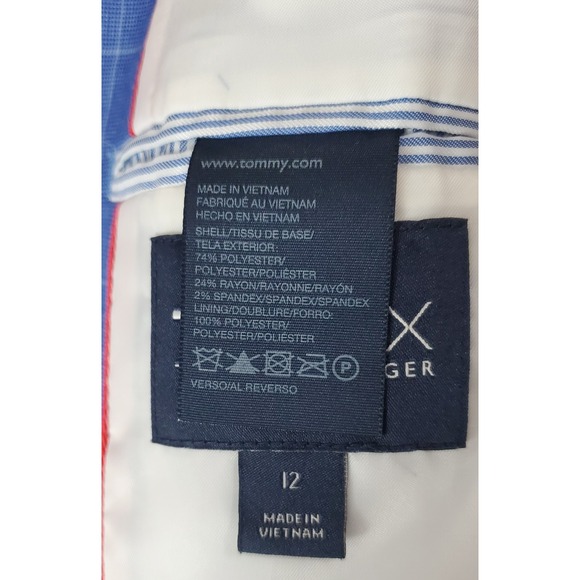 www.tommy.com
MADE IN VIETNAM
FABRIQUÉ AU VIETNAM
HECHO EN VIETNAM
SHELL/TISSU DE BASE/
TELA EXTERIOR:
74% POLYESTER/
POLYESTER/POLIÉSTER
24% RAYON/RAYONNE/RAYÓN
2% SPANDEX/SPANDEX/SPANDEX
LINING/DOUBLURE/FORRO:
100% POLYESTER/
POLYESTER/POLIÉSTER
P
VERSO/AL REVERSO
X
GER
12
MADE IN
VIETNAM